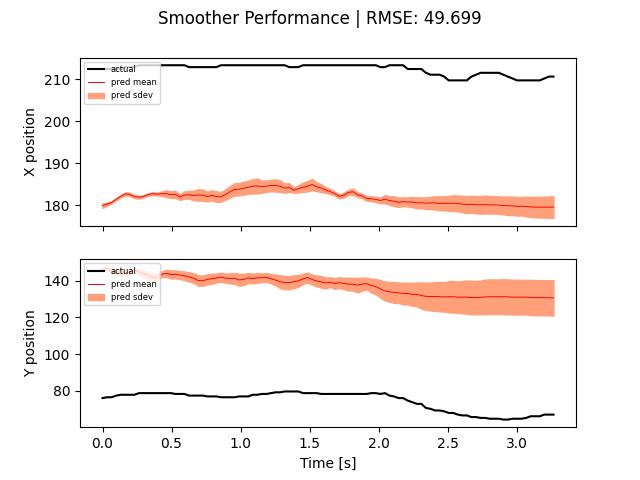 Smoother Performance | RMSE: 49.699
X position
210
200
190
180
actual
pred mean
pred sdev
Y position
140
120
100
80
actual
pred mean
pred sdev
0.0 0.5 1.0 1.5 2.0 2.5 3.0
Time [s]